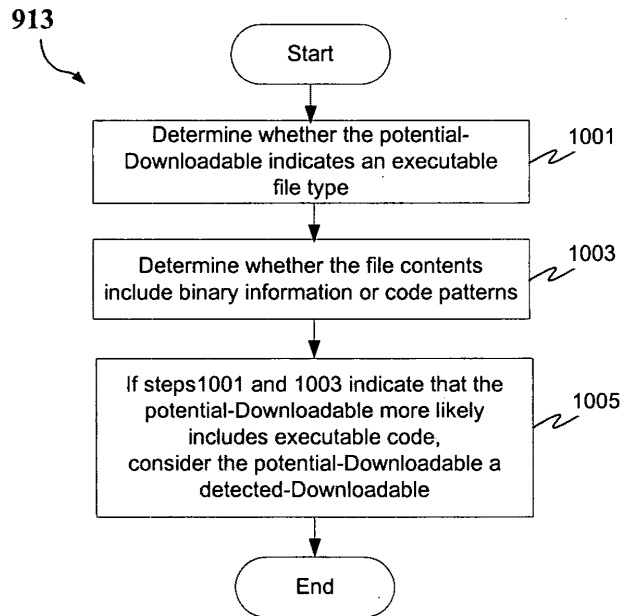 913
Start
Determine whether the potential-
Downloadable indicates an executable
file type
1001
Determine whether the file contents
include binary information or code patterns
1003
If steps1001 and 1003 indicate that the
potential-Downloadable more likely
includes executable code,
consider the potential-Downloadable a
detected-Downloadable
1005
End